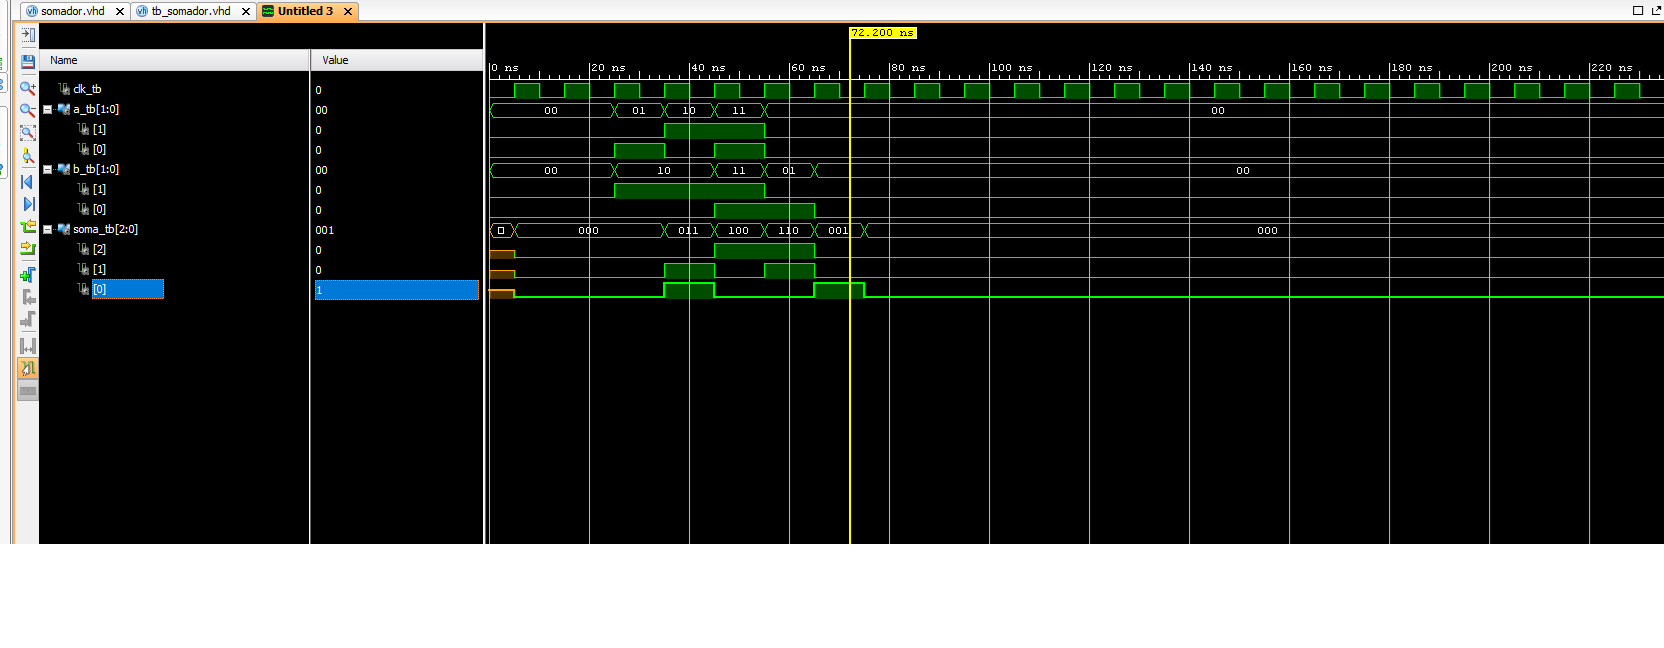 somador.vhd tb_somador.vhd Untitled 3
72.200 ns
Name Value
0 ns 20 ns 40 ns 60 ns 80 ns 100 ns 120 ns 140 ns 160 ns 180 ns 200 ns 220 ns
clk_tb 0
a_tb[1:0] 00 00 01 10 11 00
[1] 0
[0] 0
b_tb[1:0] 00 00 10 11 01 00
[1] 0
[0] 0
soma_tb[2:0] 001 000 011 100 110 001 000
[2] 0
[1] 0
[0] 1